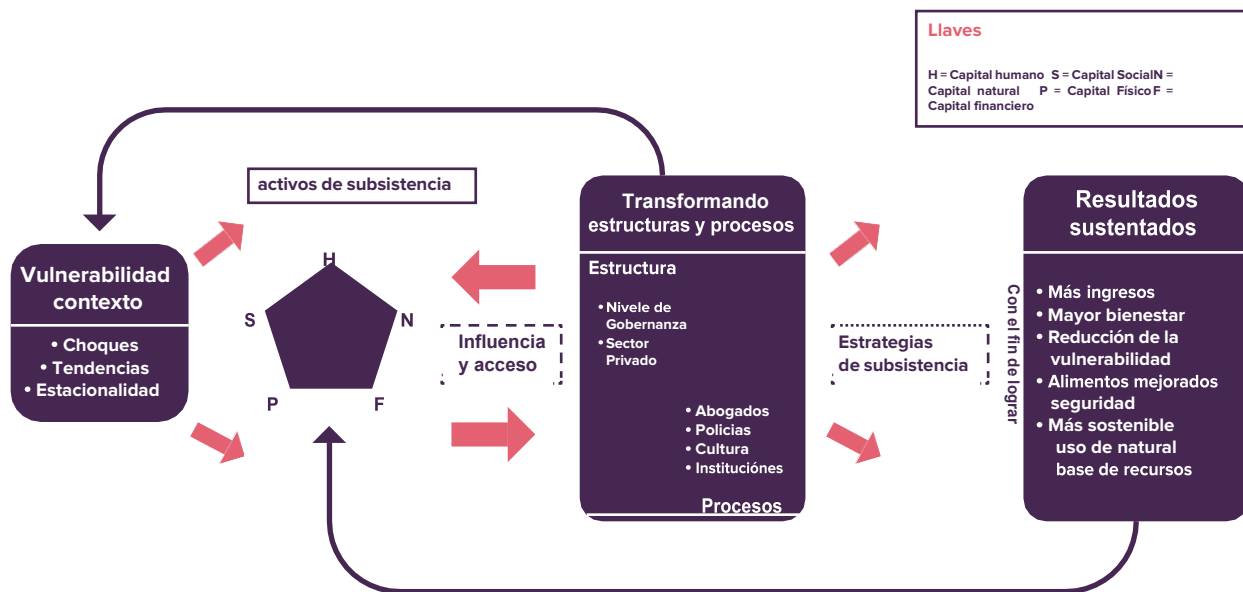 Llaves
H = Capital humano S = Capital SocialN =
Capital natural P = Capital Físico F =
Capital financiero
activos de subsistencia
Vulnerabilidad
contexto
• Choques
• Tendencias
• Estacionalidad
H
S
N
P
F
Influencia
y acceso
Transformando
estructuras y procesos
Estructura
• Nivele de
Gobernanza
• Sector
Privado
• Abogados
• Policias
• Cultura
• Instituciónes
Procesos
Estrategias
de subsistencia
Con el fin de lograr
Resultados
sustentados
• Más ingresos
• Mayor bienestar
• Reducción de la
vulnerabilidad
• Alimentos mejorados
seguridad
• Más sostenible
uso de natural
base de recursos